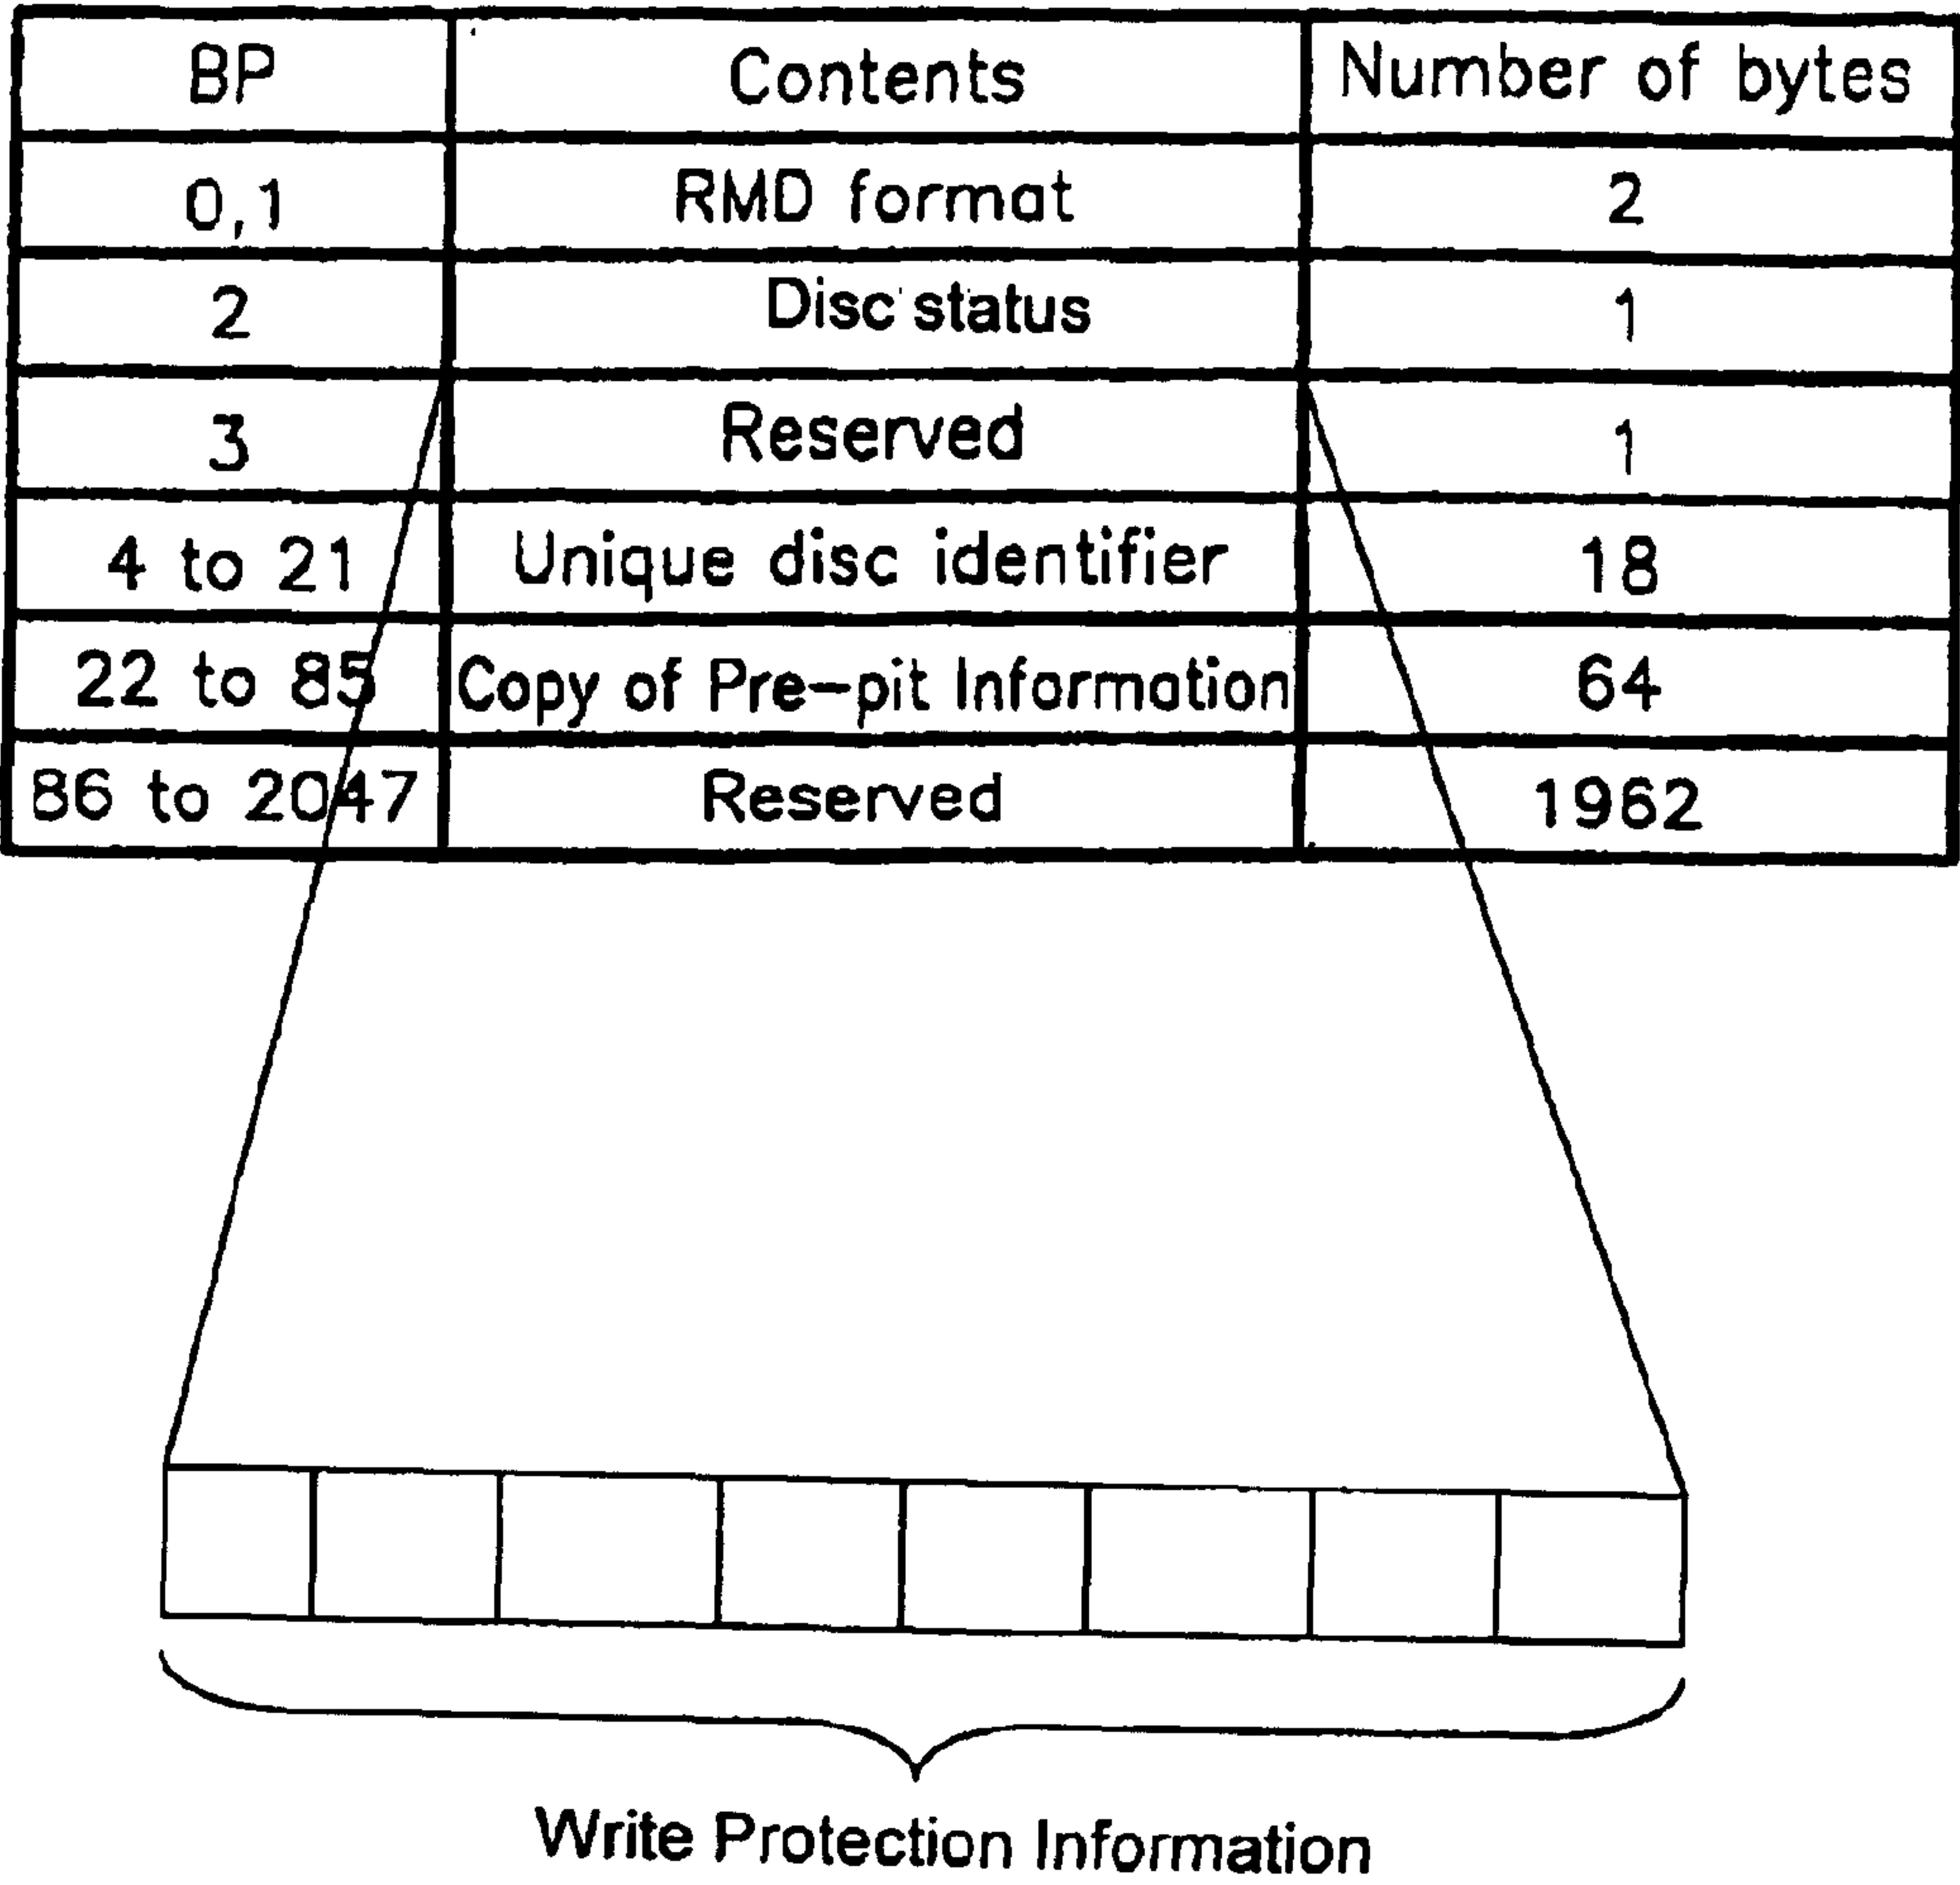 BP Contents Number of bytes
0,1 RMD format 2
2 Disc status 1
3 Reserved 1
4 to 21 Unique disc identifier 18
22 to 85 Copy of Pre-pit Information 64
86 to 2047 Reserved 1962
Write Protection Information